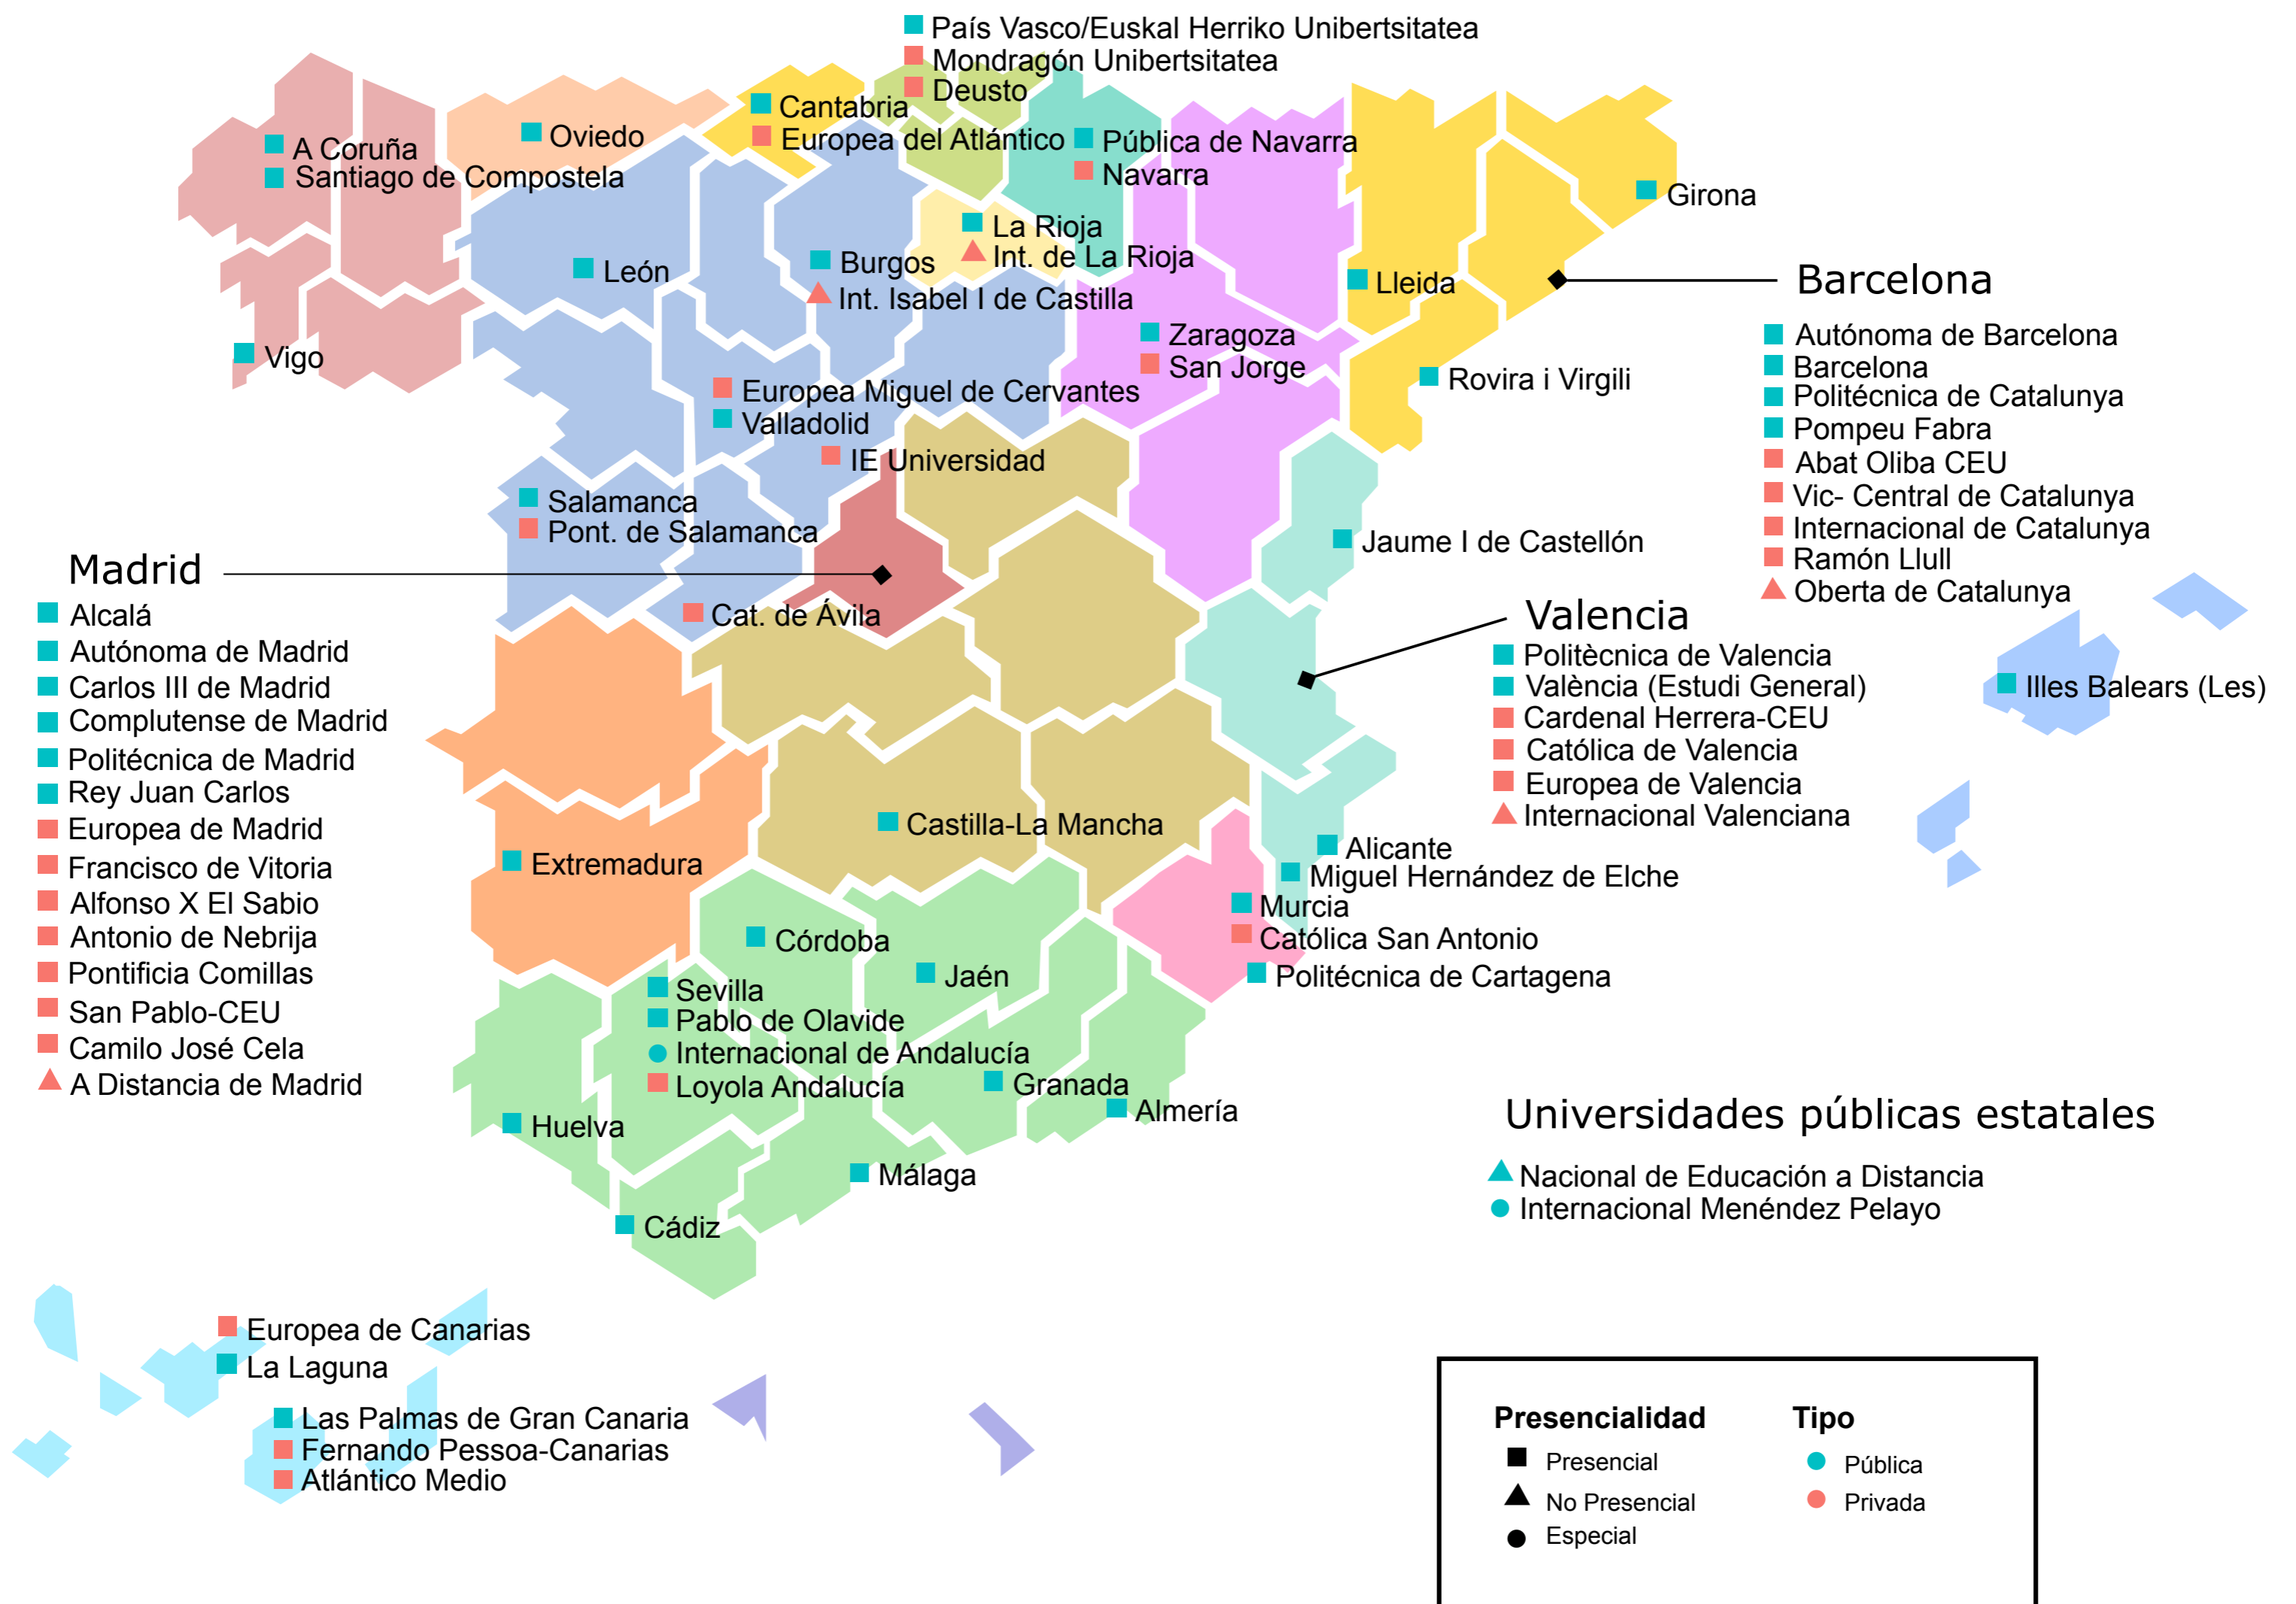 País Vasco/Euskal Herriko Unibertsitatea
Mondragón Unibertsitatea
Deusto
Cantabria
Europea del Atlántico
Oviedo
A Coruña
Santiago de Compostela
Pública de Navarra
Navarra
Girona
La Rioja
Int. de La Rioja
León
Burgos
Int. Isabel I de Castilla
Lleida
Vigo
Zaragoza
San Jorge
Rovira i Virgili
Europea Miguel de Cervantes
Valladolid
IE Universidad
Salamanca
Pont. de Salamanca
Cat. de Ávila
Jaume I de Castellón
Barcelona
Autónoma de Barcelona
Barcelona
Politécnica de Catalunya
Pompeu Fabra
Abat Oliba CEU
Vic- Central de Catalunya
Internacional de Catalunya
Ramón Llull
Oberta de Catalunya
Madrid
Alcalá
Autónoma de Madrid
Carlos III de Madrid
Complutense de Madrid
Politécnica de Madrid
Rey Juan Carlos
Europea de Madrid
Francisco de Vitoria
Alfonso X El Sabio
Antonio de Nebrija
Pontificia Comillas
San Pablo-CEU
Camilo José Cela
A Distancia de Madrid
Valencia
Politècnica de Valencia
València (Estudi General)
Cardenal Herrera-CEU
Católica de Valencia
Europea de Valencia
Internacional Valenciana
Illes Balears (Les)
Castilla-La Mancha
Extremadura
Alicante
Miguel Hernández de Elche
Murcia
Católica San Antonio
Politécnica de Cartagena
Córdoba
Jaén
Sevilla
Pablo de Olavide
Internacional de Andalucía
Loyola Andalucía
Granada
Almería
Huelva
Málaga
Cádiz
Universidades públicas estatales
Nacional de Educación a Distancia
Internacional Menéndez Pelayo
Europea de Canarias
La Laguna
Las Palmas de Gran Canaria
Fernando Pessoa-Canarias
Atlántico Medio
Presencialidad
Presencial
No Presencial
Especial
Tipo
Pública
Privada